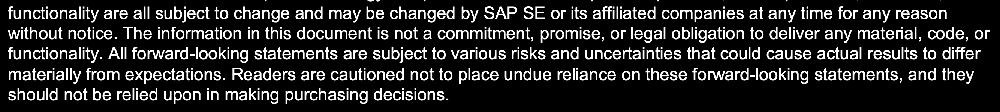 functionality are all subject to change and may be changed by SAP SE or its affiliated companies at any time for any reason
without notice. The information in this document is not a commitment, promise, or legal obligation to deliver any material, code, or
functionality. All forward-looking statements are subject to various risks and uncertainties that could cause actual results to differ
materially from expectations. Readers are cautioned not to place undue reliance on these forward-looking statements, and they
should not be relied upon in making purchasing decisions.